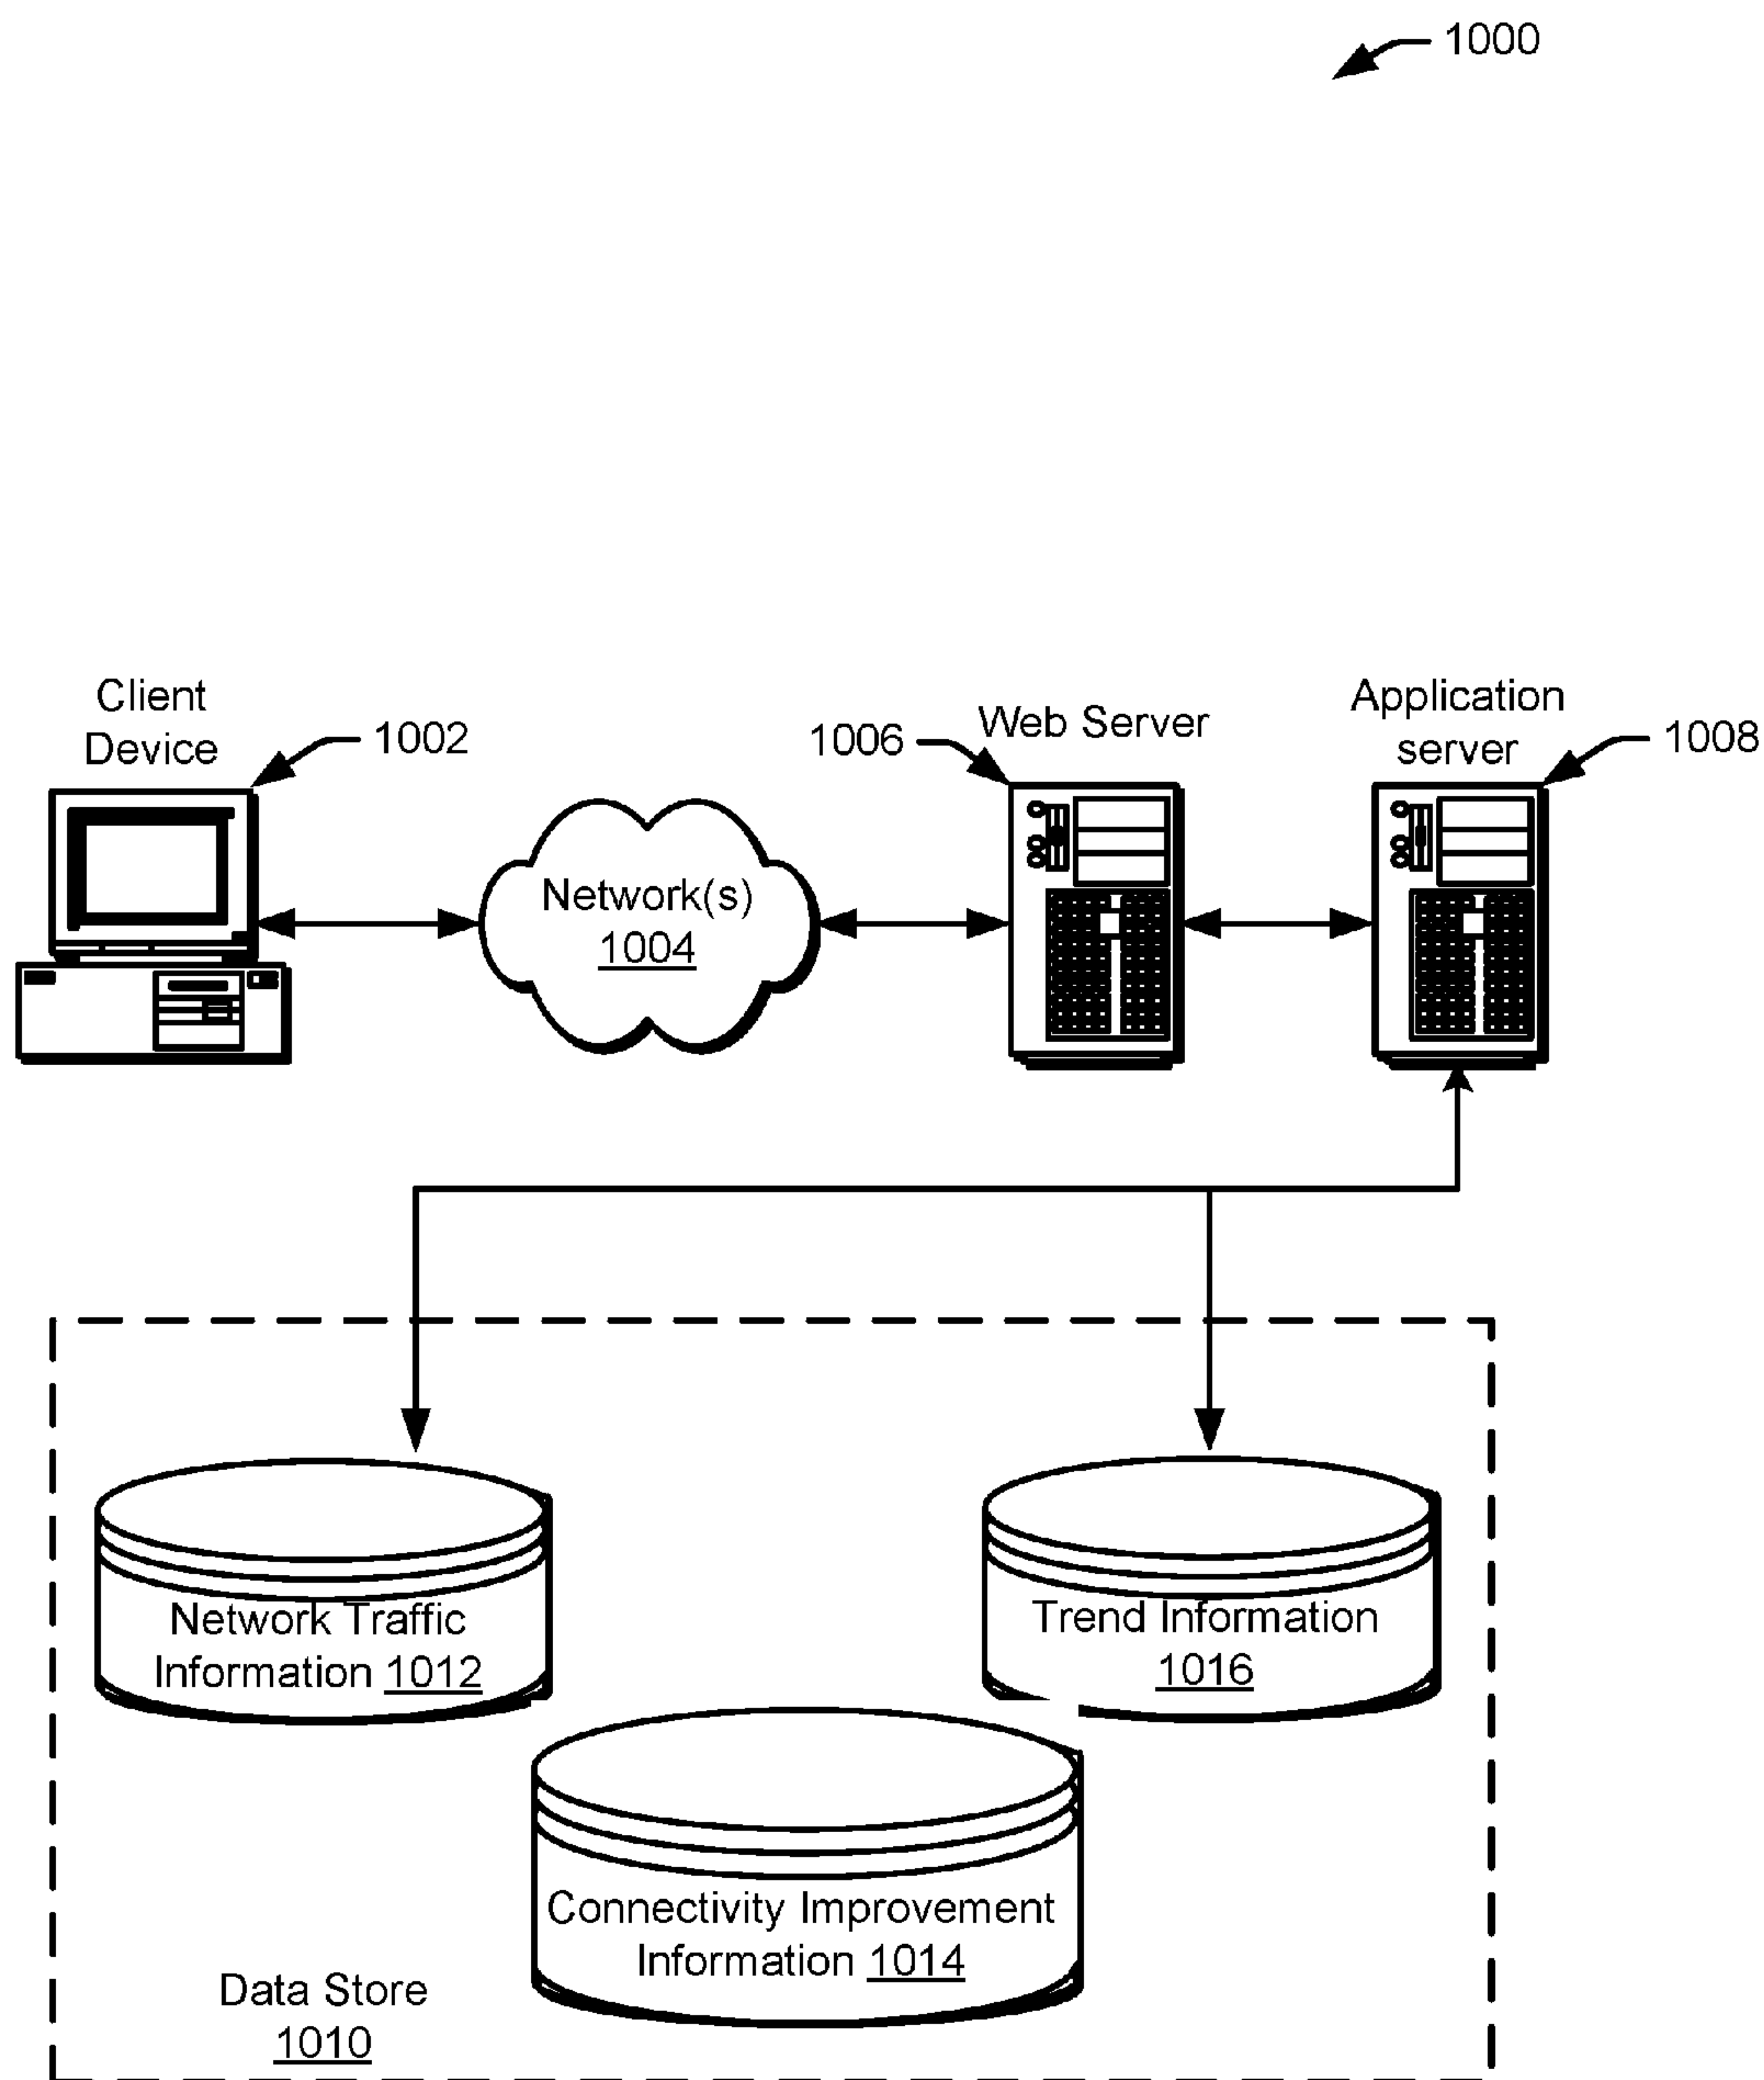 1000
Client
Device
1002
1006
Web Server
Application
server
1008
Network(s)
1004
Network Traffic
Information 1012
Trend Information
1016
Connectivity Improvement
Information 1014
Data Store
1010